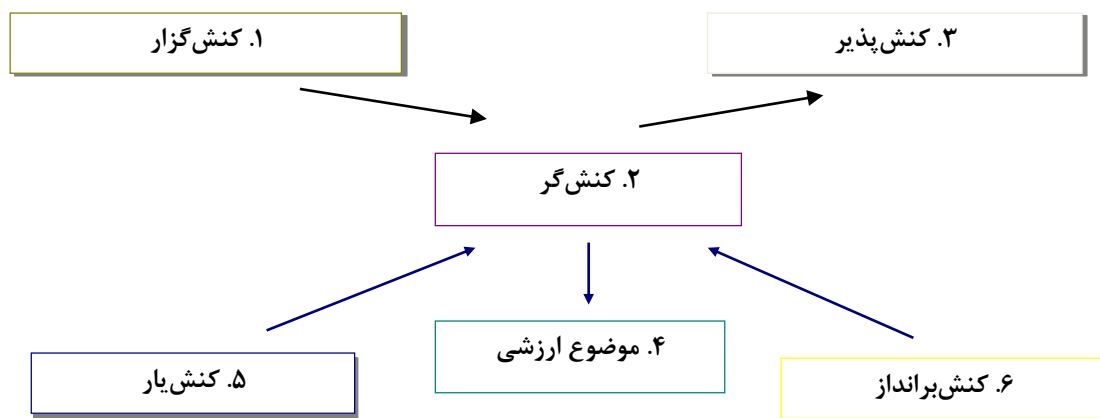 ۱. کنش‌گزار
۳. کنش‌پذیر
۲. کنش‌گر
۴. موضوع ارزشی
۵. کنش‌یار
۶. کنش‌برانداز